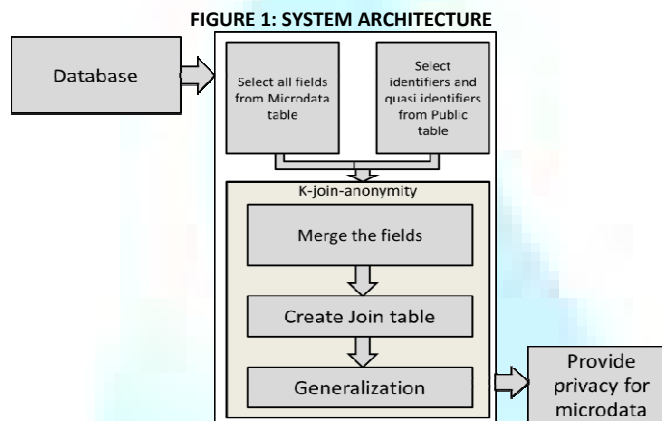 FIGURE 1: SYSTEM ARCHITECTURE
Database
Select all fields
from Microdata
table
Select
identifiers and
quasi identifiers
from Public
table
K-join-anonymity
Merge the fields
Create Join table
Generalization
Provide
privacy for
microdata